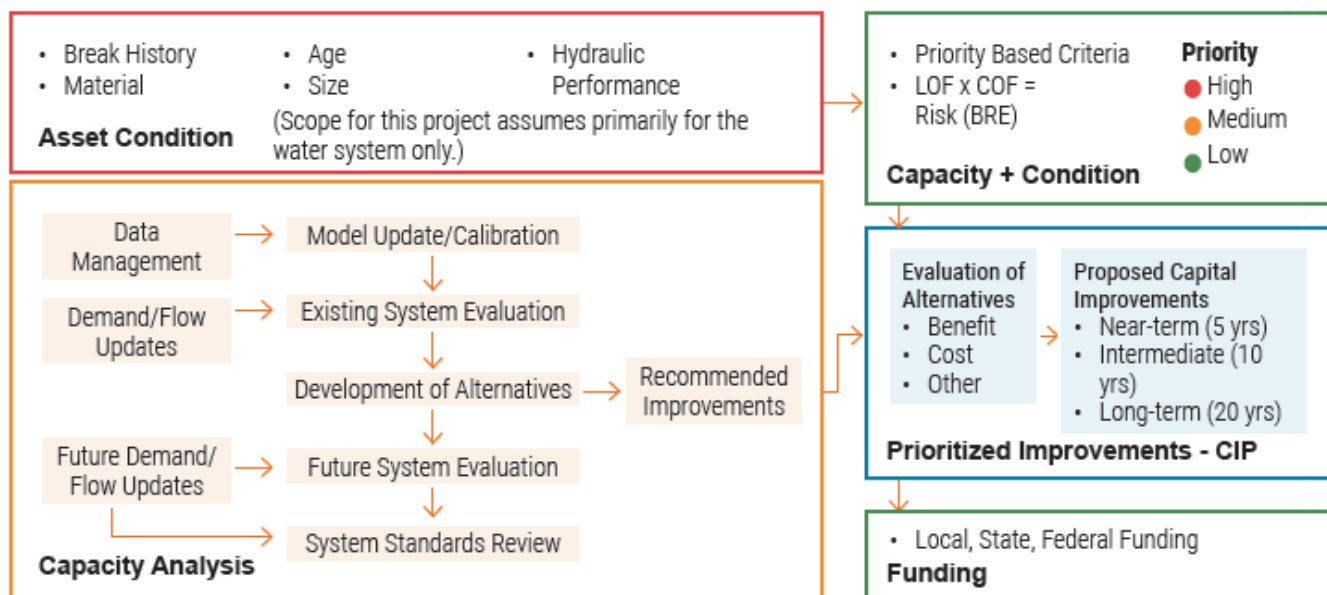 • Break History
• Material
• Age
• Size
• Hydraulic
Performance
(Scope for this project assumes primarily for the
water system only.)
Asset Condition
• Priority Based Criteria
• LOF x COF =
Risk (BRE)
Priority
High
Medium
Low
Capacity + Condition
Data
Management
Model Update/Calibration
Demand/Flow
Updates
Existing System Evaluation
Development of Alternatives
Recommended
Improvements
Future Demand/
Flow Updates
Future System Evaluation
System Standards Review
Capacity Analysis
Evaluation of
Alternatives
• Benefit
• Cost
• Other
Proposed Capital
Improvements
• Near-term (5 yrs)
• Intermediate (10
yrs)
• Long-term (20 yrs)
Prioritized Improvements - CIP
• Local, State, Federal Funding
Funding